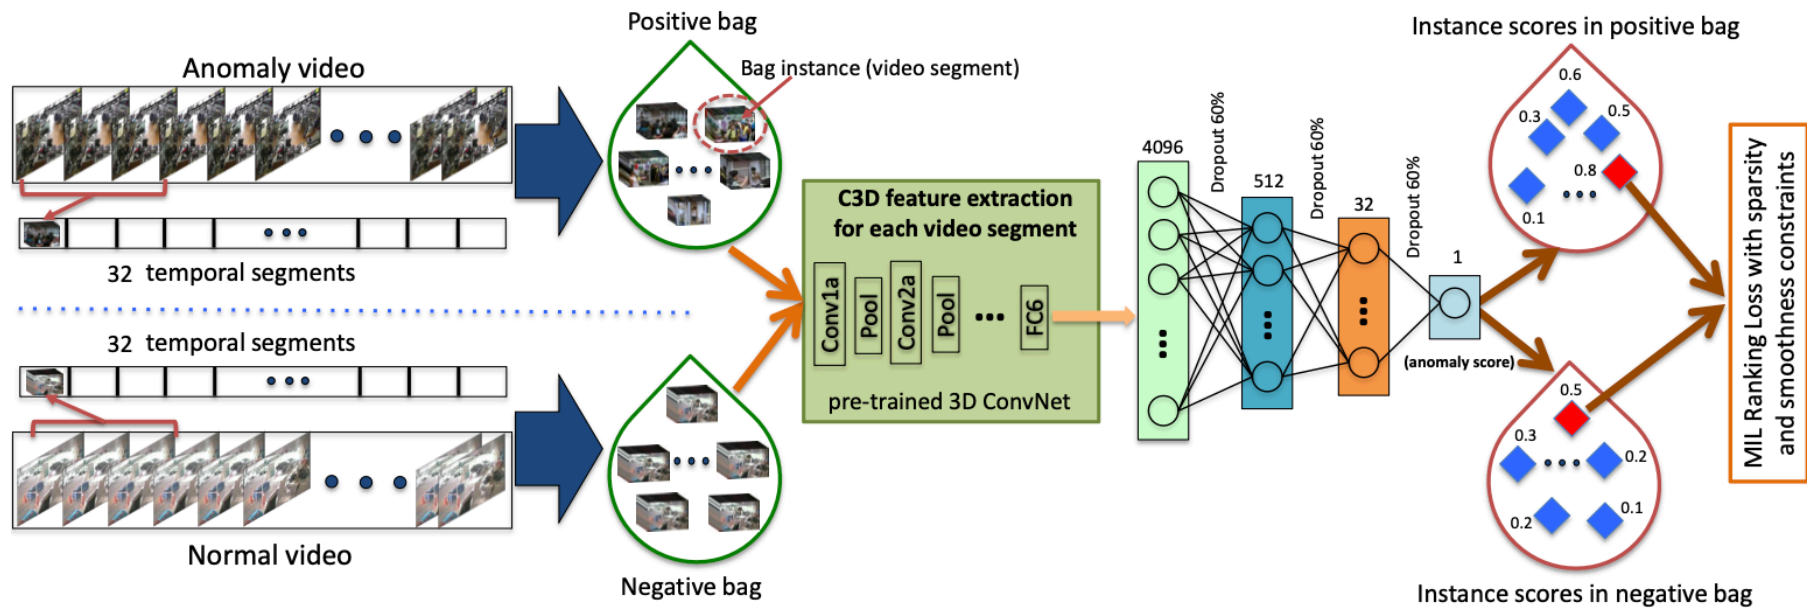 Anomaly video
32 temporal segments
32 temporal segments
Normal video
Positive bag
Bag instance (video segment)
Negative bag
C3D feature extraction
for each video segment
Conv1a
Pool
Conv2a
Pool
FC6
pre-trained 3D ConvNet
4096
Dropout 60%
512
Dropout 60%
32
Dropout 60%
1
(anomaly score)
Instance scores in positive bag
0.6
0.3
0.5
0.8
0.1
0.5
0.3
0.2
0.2
0.1
Instance scores in negative bag
MIL Ranking Loss with sparsity
and smoothness constraints